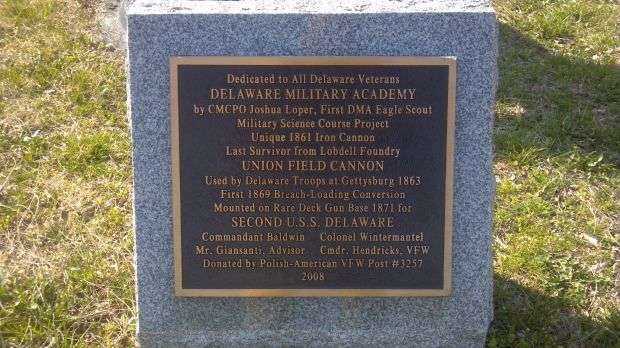 Dedicated to All Delaware Veterans
DELAWARE MILITARY ACADEMY
by CMCPO Joshua Loper, First DMA Eagle Scout
Military Science Course Project
Unique 1861 Iron Cannon
Last Survivor from Lobdell Foundry
UNION FIELD CANNON
Used by Delaware Troops at Gettysburg 1863
First 1869 Breach-Loading Conversion
Mounted on Rare Deck Gun Base 1871 for
SECOND U.S.S. DELAWARE
Commandant Baldwin Colonel Wintermantel
Mr. Giansanti, Advisor Cmdr. Hendricks, VFW
Donated by Polish-American VFW Post #3257
2008